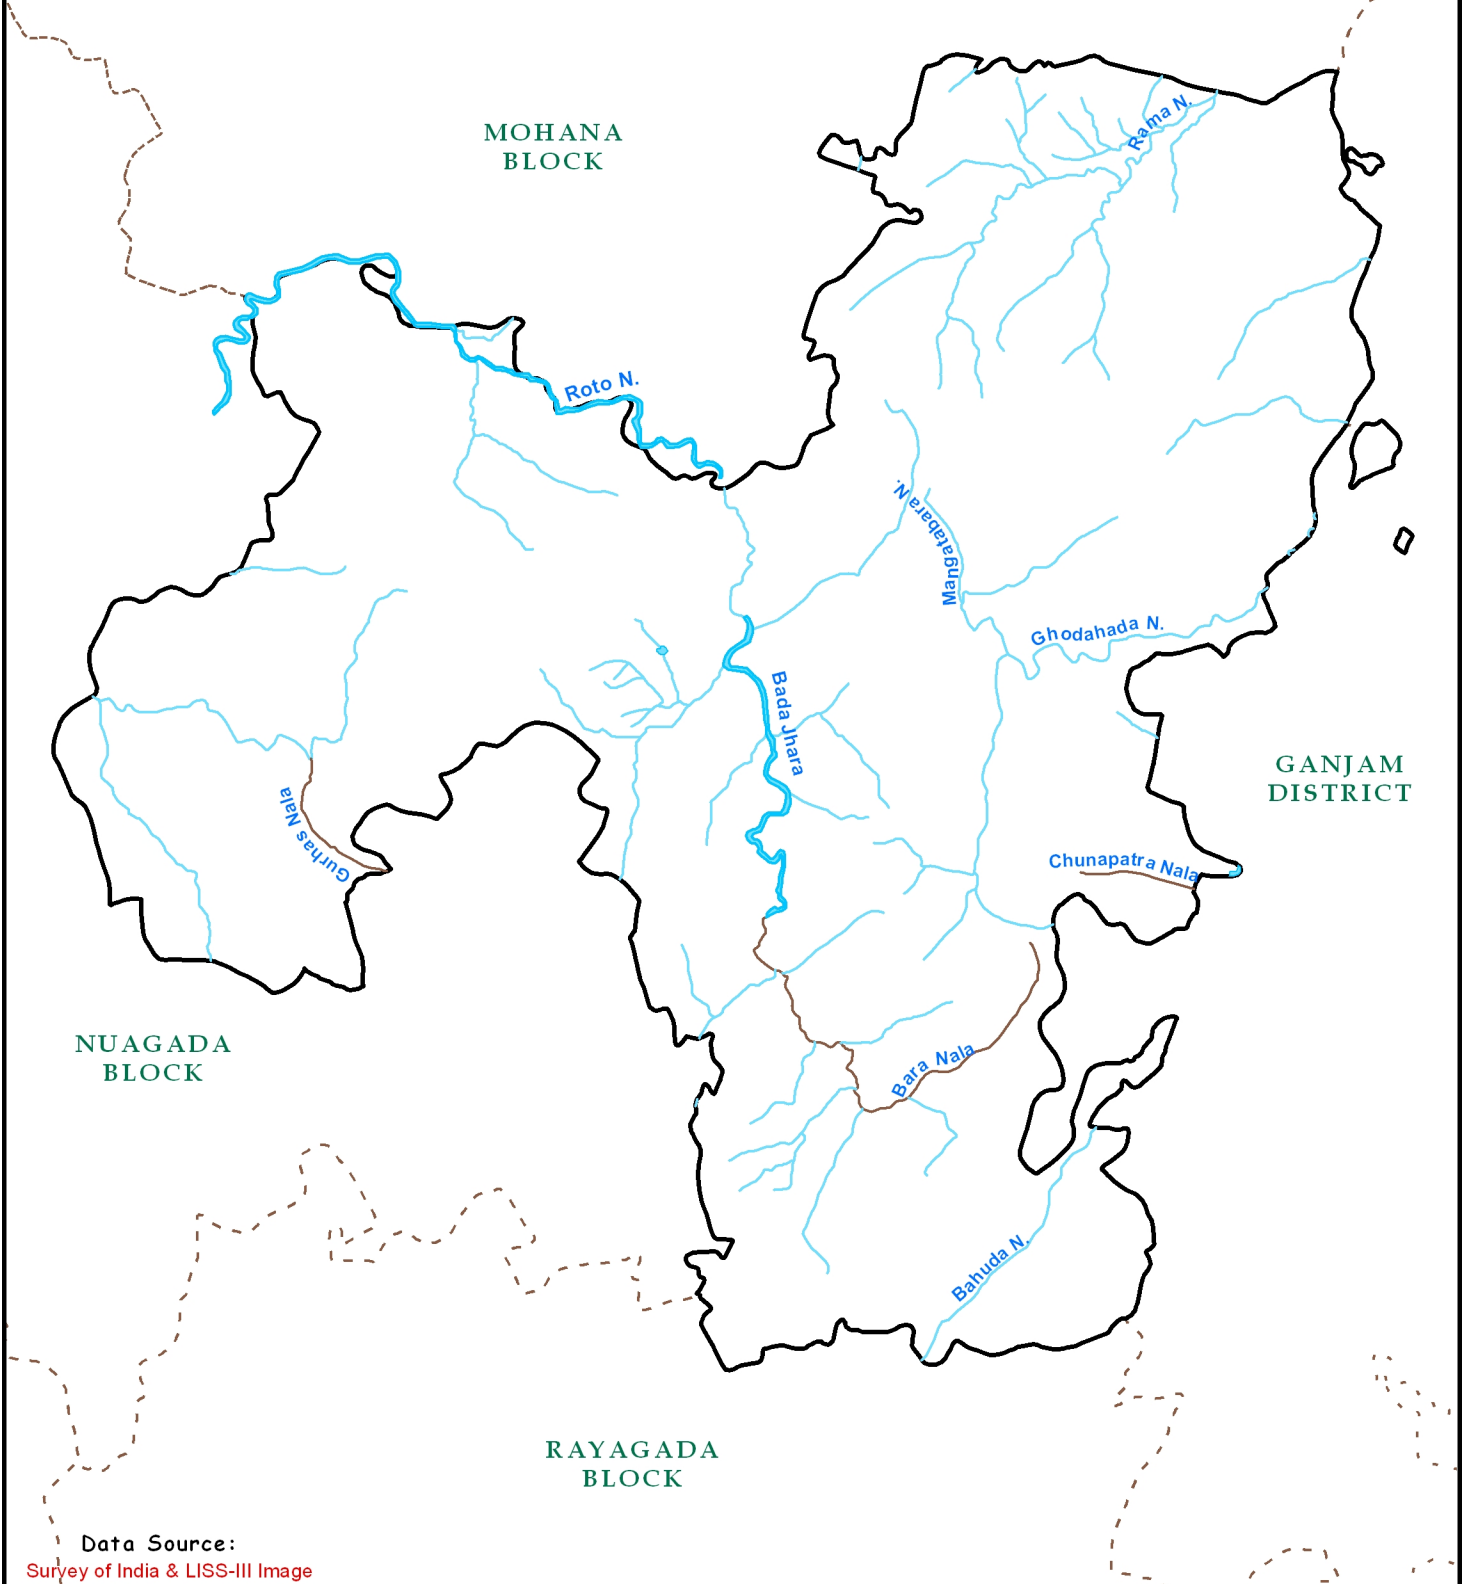 MOHANA
BLOCK
Rama N.
Roto N.
Mangatabara N.
Ghodahada N.
Bada Jhara
GANJAM
DISTRICT
Gurhas Nala
Chunapatra Nala
NUAGADA
BLOCK
Bara Nala
Bahuda N.
RAYAGADA
BLOCK
Data Source:
Survey of India & LISS-III Image